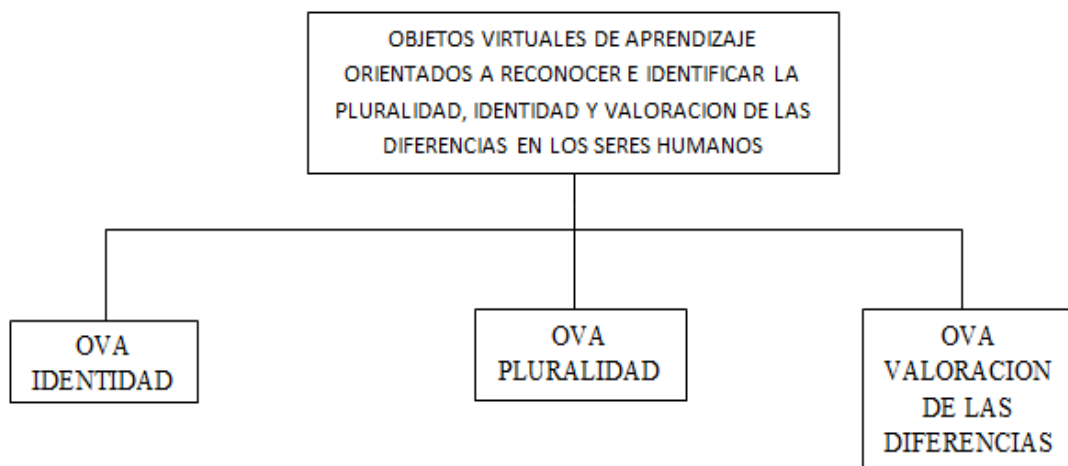 OBJETOS VIRTUALES DE APRENDIZAJE
ORIENTADOS A RECONOCER E IDENTIFICAR LA
PLURALIDAD, IDENTIDAD Y VALORACION DE LAS
DIFERENCIAS EN LOS SERES HUMANOS
OVA
IDENTIDAD
OVA
PLURALIDAD
OVA
VALORACION
DE LAS
DIFERENCIAS